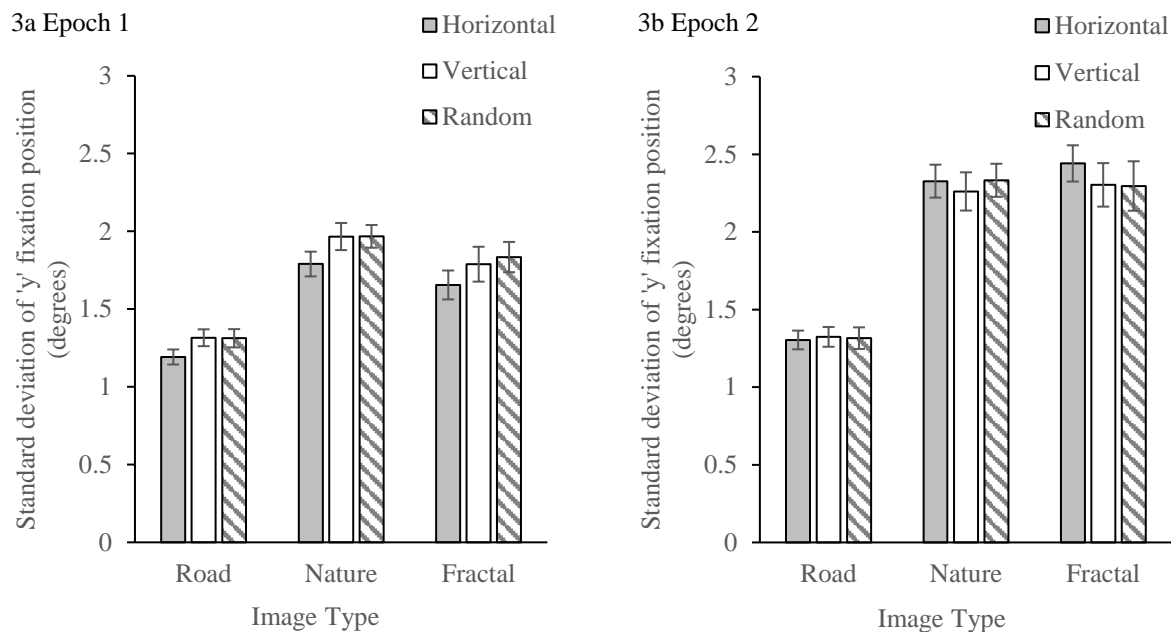 3a Epoch 1
Horizontal
Vertical
Random
3
2.5
2
1.5
1
0.5
0
Standard deviation of 'y' fixation position
(degrees)
Road Nature Fractal
Image Type
3b Epoch 2
Horizontal
Vertical
Random
3
2.5
2
1.5
1
0.5
0
Standard deviation of 'y' fixation position
(degrees)
Road Nature Fractal
Image Type